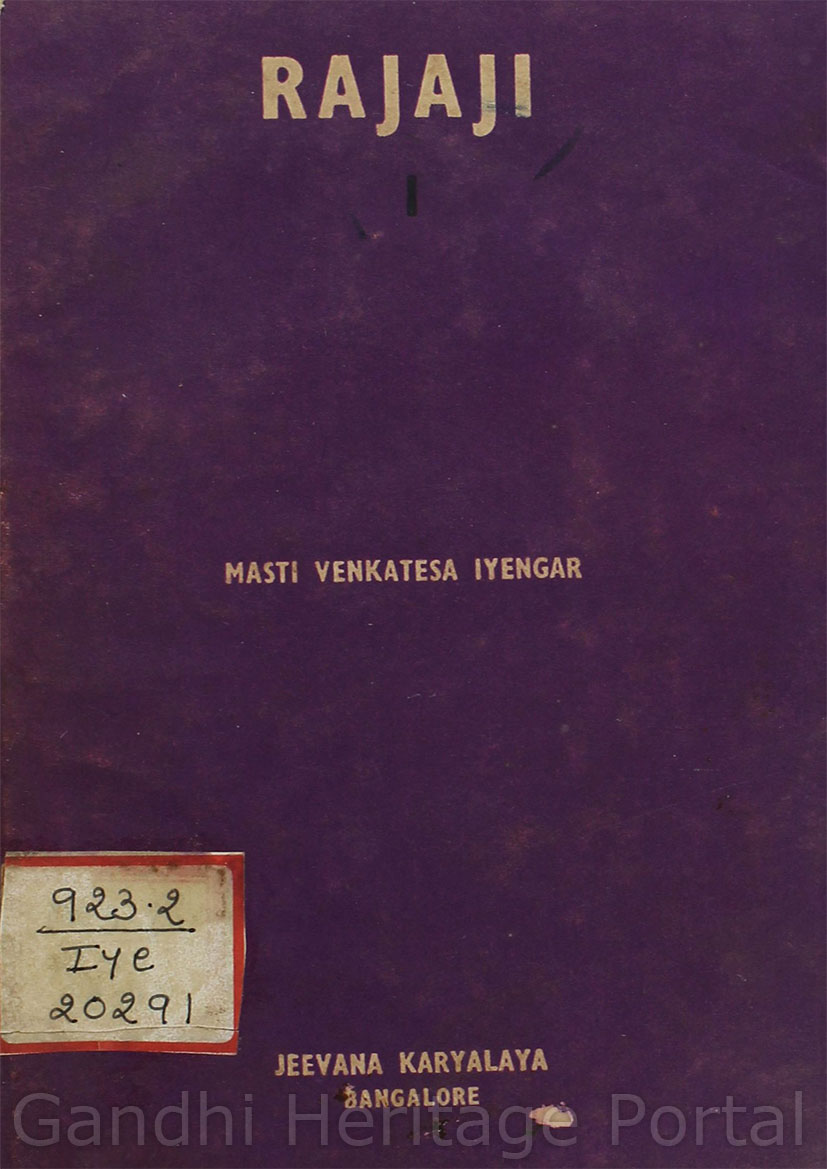 RAJAJI
I
MASTI VENKATESA IYENGAR
923.2
Iye
20291
JEEVANA KARYALAYA
BANGALORE
Gandhi Heritage Portal